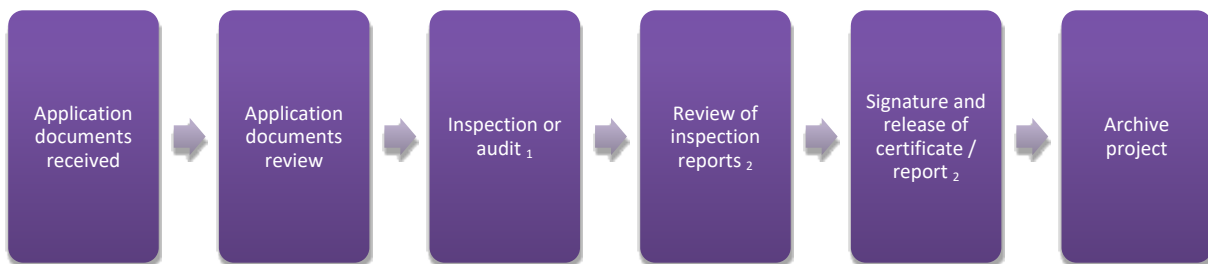 Application
documents
received
Application
documents
review
Inspection or
audit 1
Review of
inspection
reports 2
Signature and
release of
certificate /
report 2
Archive
project